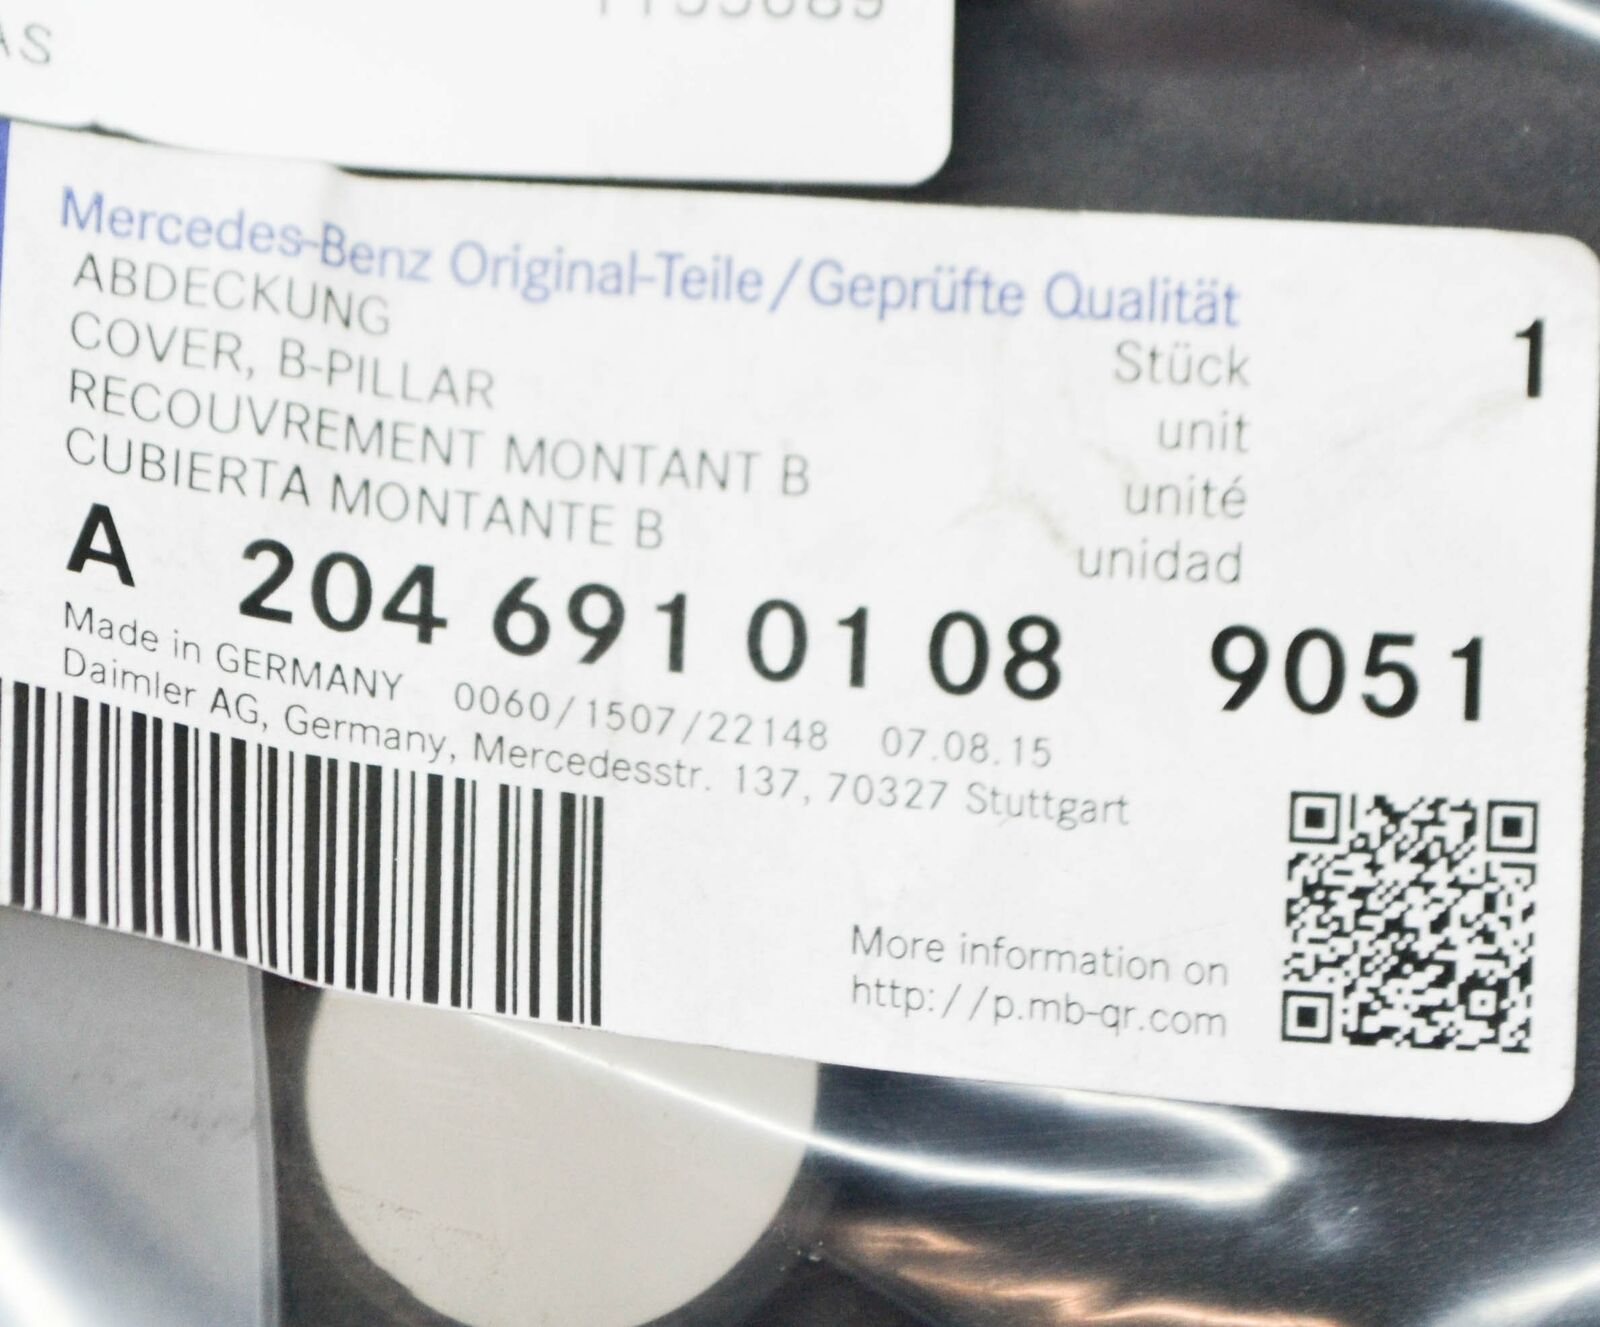 AS
Mercedes-Benz Original-Teile/Geprüfte Qualität
ABDECKUNG
COVER, B-PILLAR
RECOUVREMENT MONTANT B
CUBIERTA MONTANTE B
Stück 1
unit
unité
unidad
A 204 691 01 08 9051
Made in GERMANY 0060/1507/22148 07.08.15
Daimler AG, Germany, Mercedesstr. 137, 70327 Stuttgart
More information on
http://p.mb-qr.com